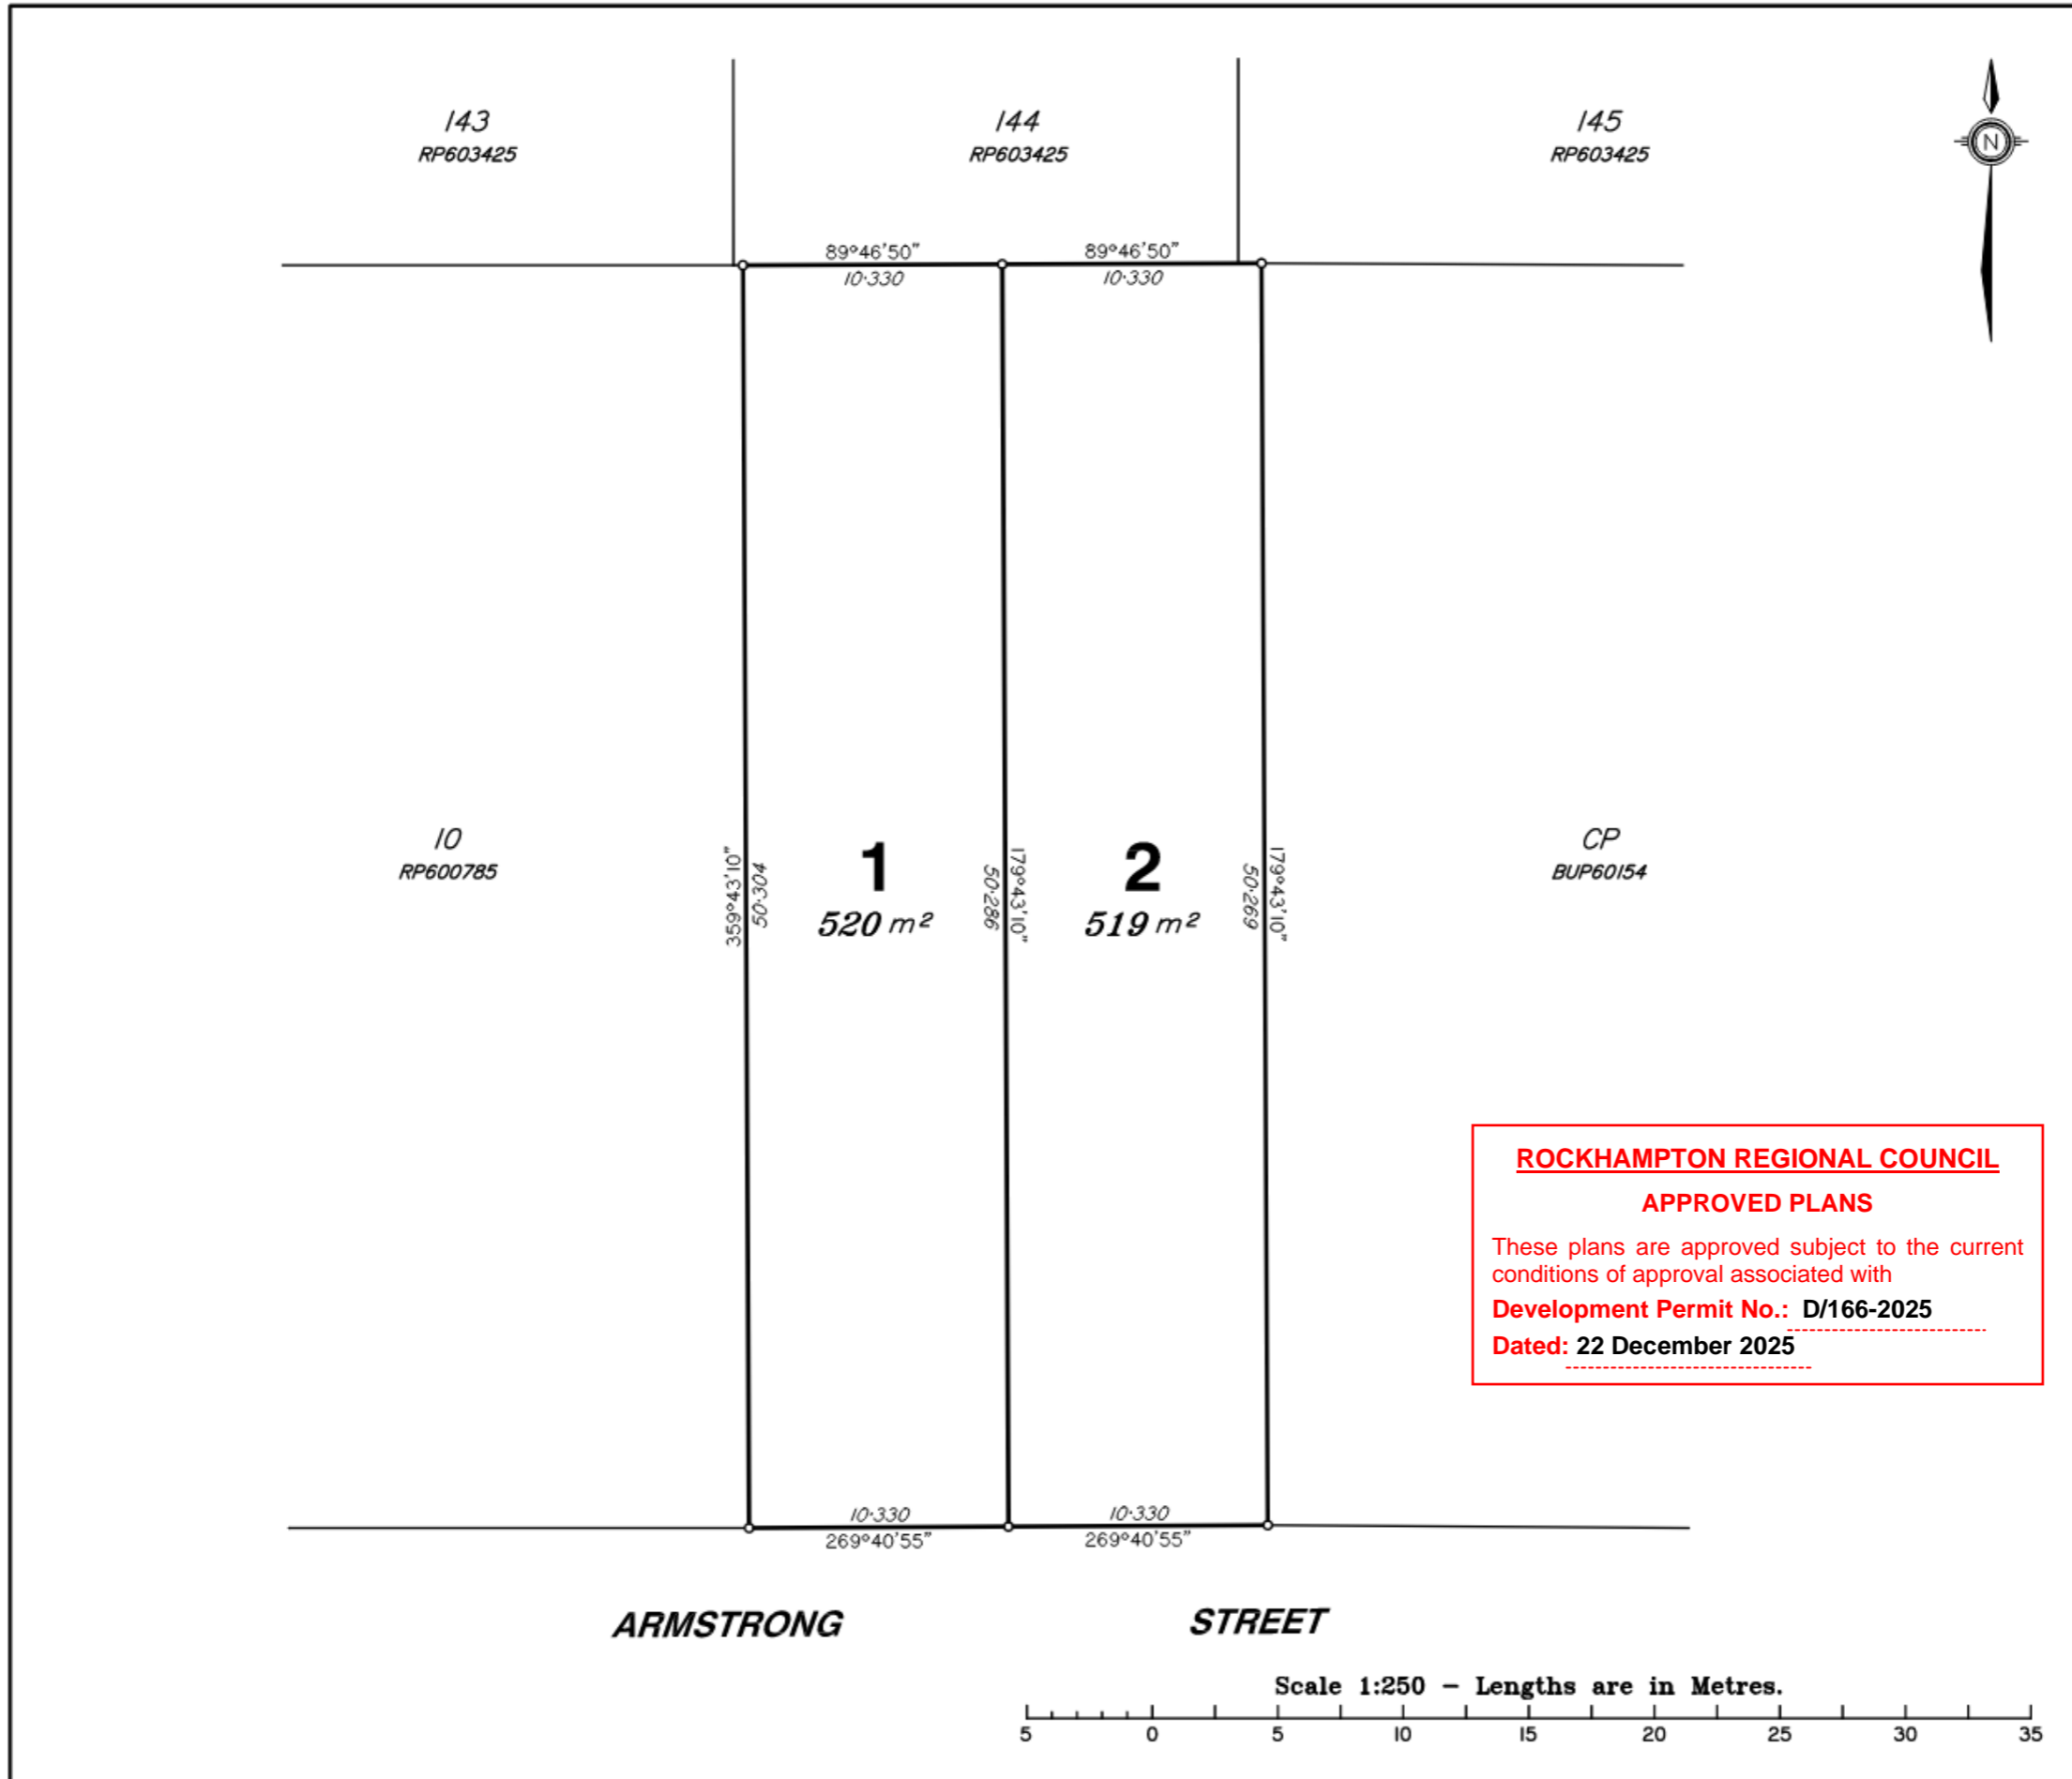 143
RP603425
144
RP603425
145
RP603425
N
89°46'50"
89°46'50"
10·330
10·330
10
RP600785
359°43'10"
50·304
1
520 m²
50·286
179°43'10"
2
519 m²
50·269
179°43'10"
CP
BUP60154
ROCKHAMPTON REGIONAL COUNCIL
APPROVED PLANS
These plans are approved subject to the current
conditions of approval associated with
Development Permit No.: D/166-2025
Dated: 22 December 2025
10·330
10·330
269°40'55"
269°40'55"
ARMSTRONG STREET
Scale 1:250 – Lengths are in Metres.
5 0 5 10 15 20 25 30 35